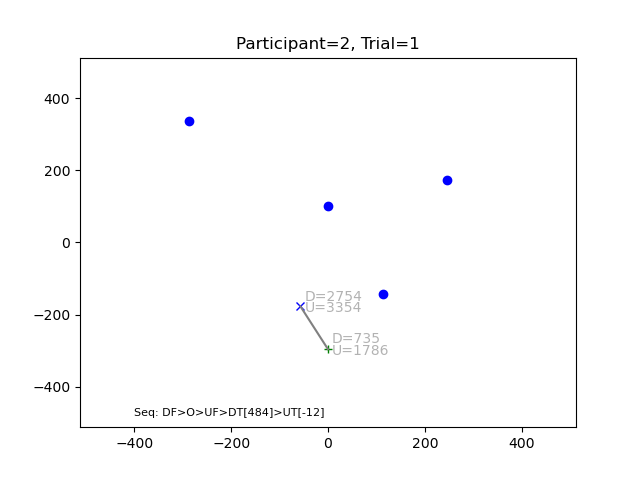 Participant=2, Trial=1
400
200
0
−200
−400
D=2754
U=3354
D=735
U=1786
Seq: DF>O>UF>DT[484]>UT[-12]
−400
−200
0
200
400